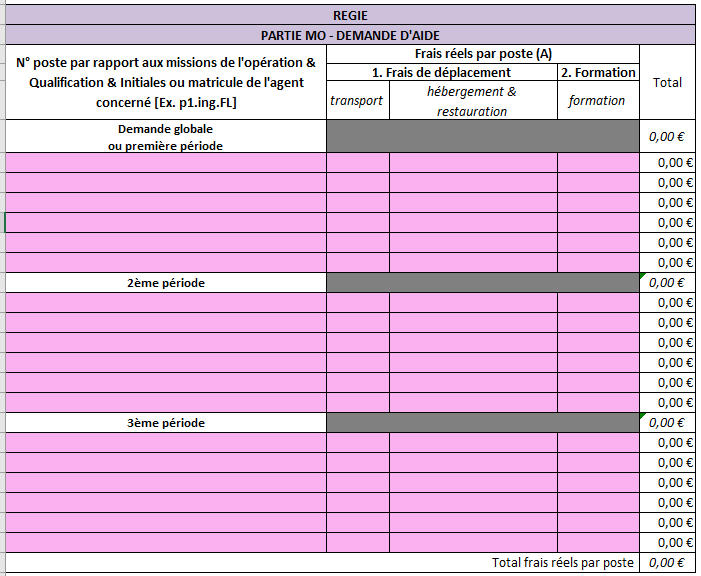 REGIE
PARTIE MO - DEMANDE D'AIDE
N° poste par rapport aux missions de l'opération &
Qualification & Initiales ou matricule de l'agent
concerné [Ex. p1.ing.FL]
Frais réels par poste (A)
1. Frais de déplacement
2. Formation
Total
transport
hébergement &
restauration
formation
Demande globale
ou première période
0,00 €
0,00 €
0,00 €
0,00 €
0,00 €
0,00 €
0,00 €
2ème période
0,00 €
0,00 €
0,00 €
0,00 €
0,00 €
0,00 €
0,00 €
3ème période
0,00 €
0,00 €
0,00 €
0,00 €
0,00 €
0,00 €
0,00 €
Total frais réels par poste
0,00 €